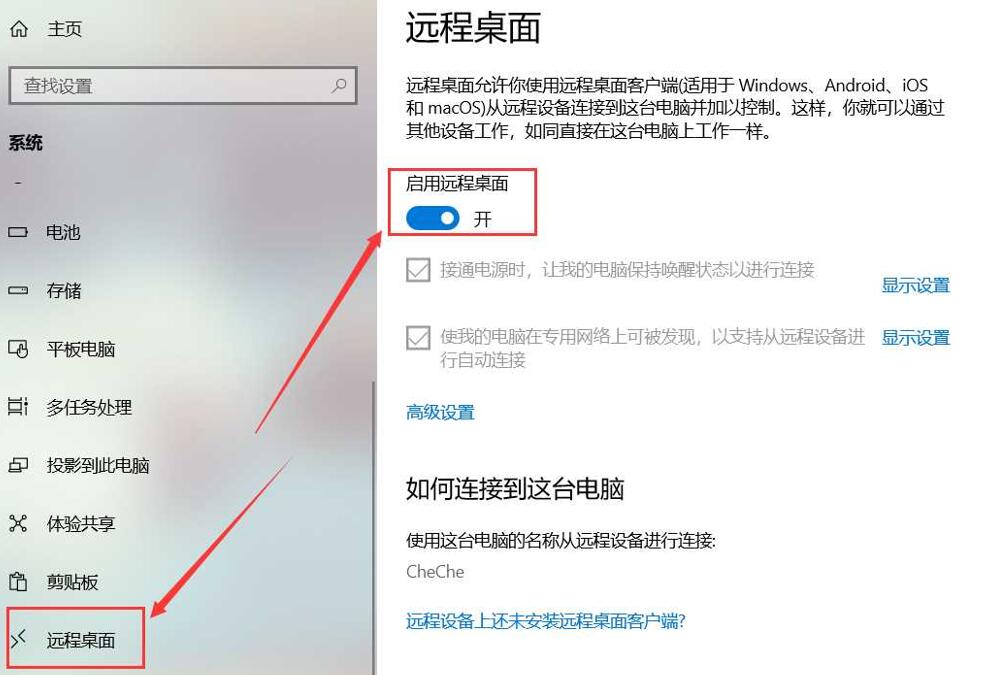 主页
查找设置
系统
电池
存储
平板电脑
多任务处理
投影到此电脑
体验共享
剪贴板
远程桌面
远程桌面
远程桌面允许你使用远程桌面客户端(适用于 Windows、Android、iOS
和 macOS)从远程设备连接到这台电脑并加以控制。这样，你就可以通过
其他设备工作，如同直接在这台电脑上工作一样。
启用远程桌面
开
接通电源时，让我的电脑保持唤醒状态以进行连接
显示设置
使我的电脑在专用网络上可被发现，以支持从远程设备进
行自动连接
显示设置
高级设置
如何连接到这台电脑
使用这台电脑的名称从远程设备进行连接:
CheChe
远程设备上还未安装远程桌面客户端?